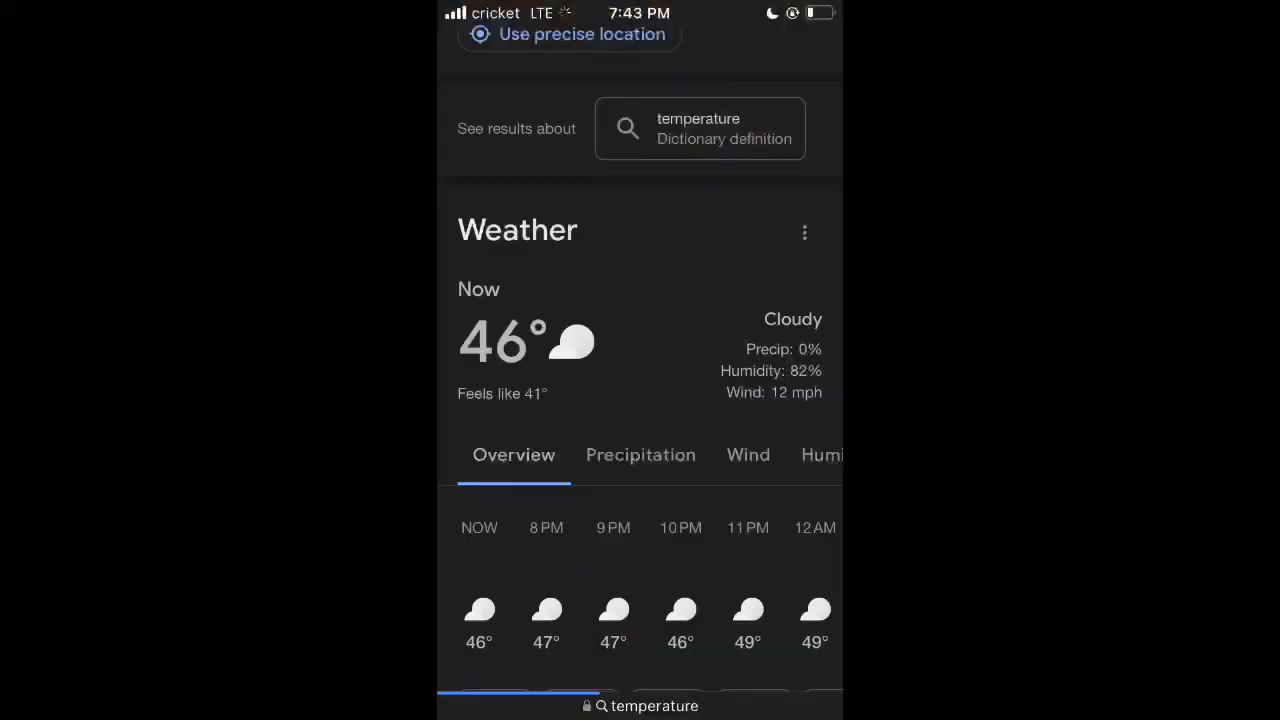 cricket LTE 7:43 PM
Use precise location
See results about
temperature
Dictionary definition
Weather
Now
46°
Feels like 41°
Cloudy
Precip: 0%
Humidity: 82%
Wind: 12 mph
Overview Precipitation Wind Humi
NOW 8 PM 9 PM 10 PM 11 PM 12 AM
46° 47° 47° 46° 49° 49°
temperature